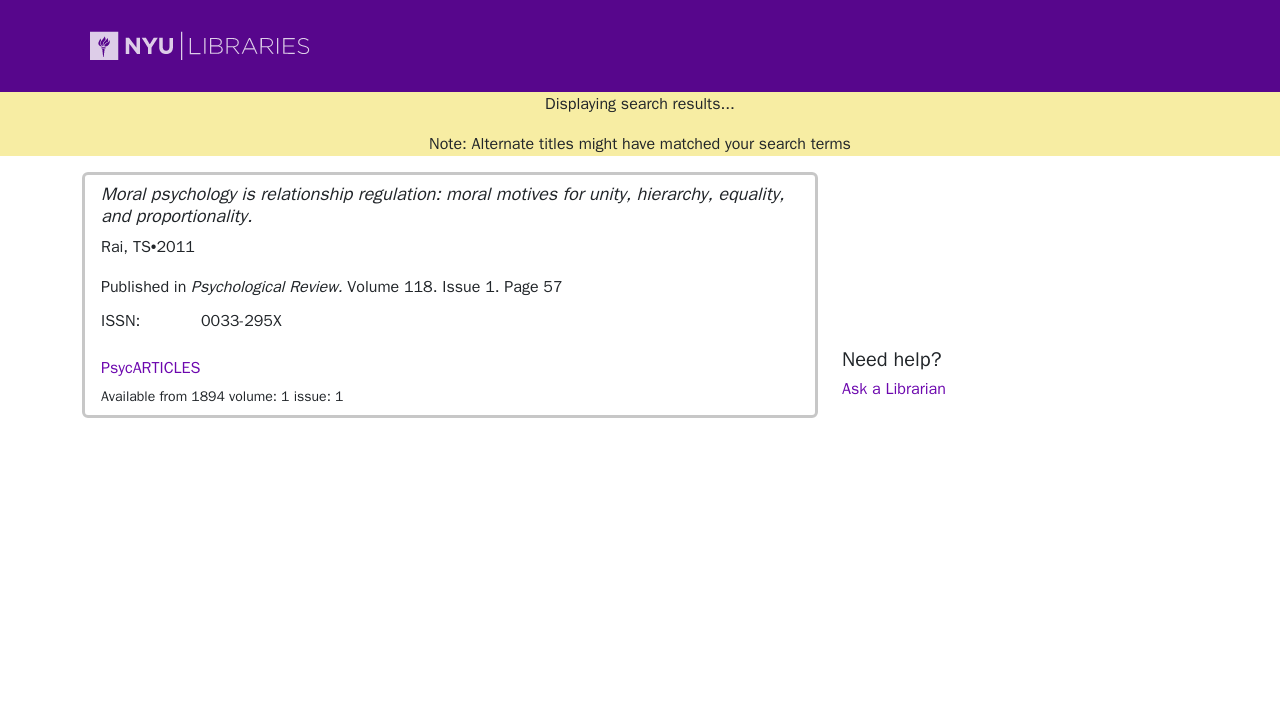 NYU LIBRARIES
Displaying search results...
Note: Alternate titles might have matched your search terms
Moral psychology is relationship regulation: moral motives for unity, hierarchy, equality,
and proportionality.
Rai, TS•2011
Published in Psychological Review. Volume 118. Issue 1. Page 57
ISSN: 0033-295X
PsycARTICLES
Available from 1894 volume: 1 issue: 1
Need help?
Ask a Librarian